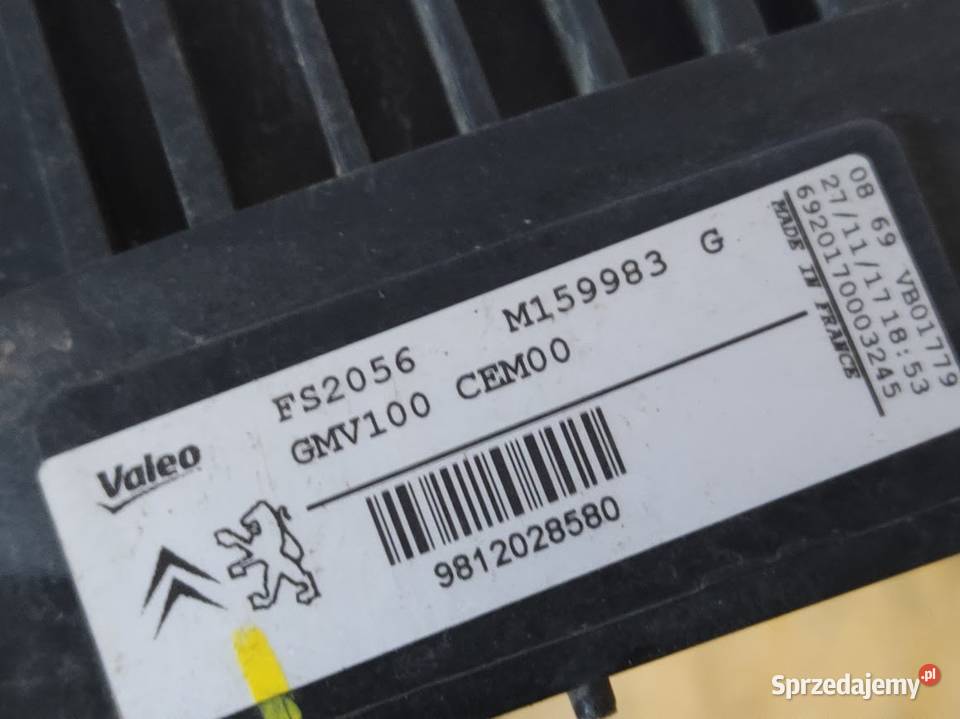 Valeo
FS2056 M159983 G
GMV100 CEM00
9812028580
08 69 VB01779
27/11/17 18:53
6920170003245
MADE IN FRANCE
Sprzedajemy.pl